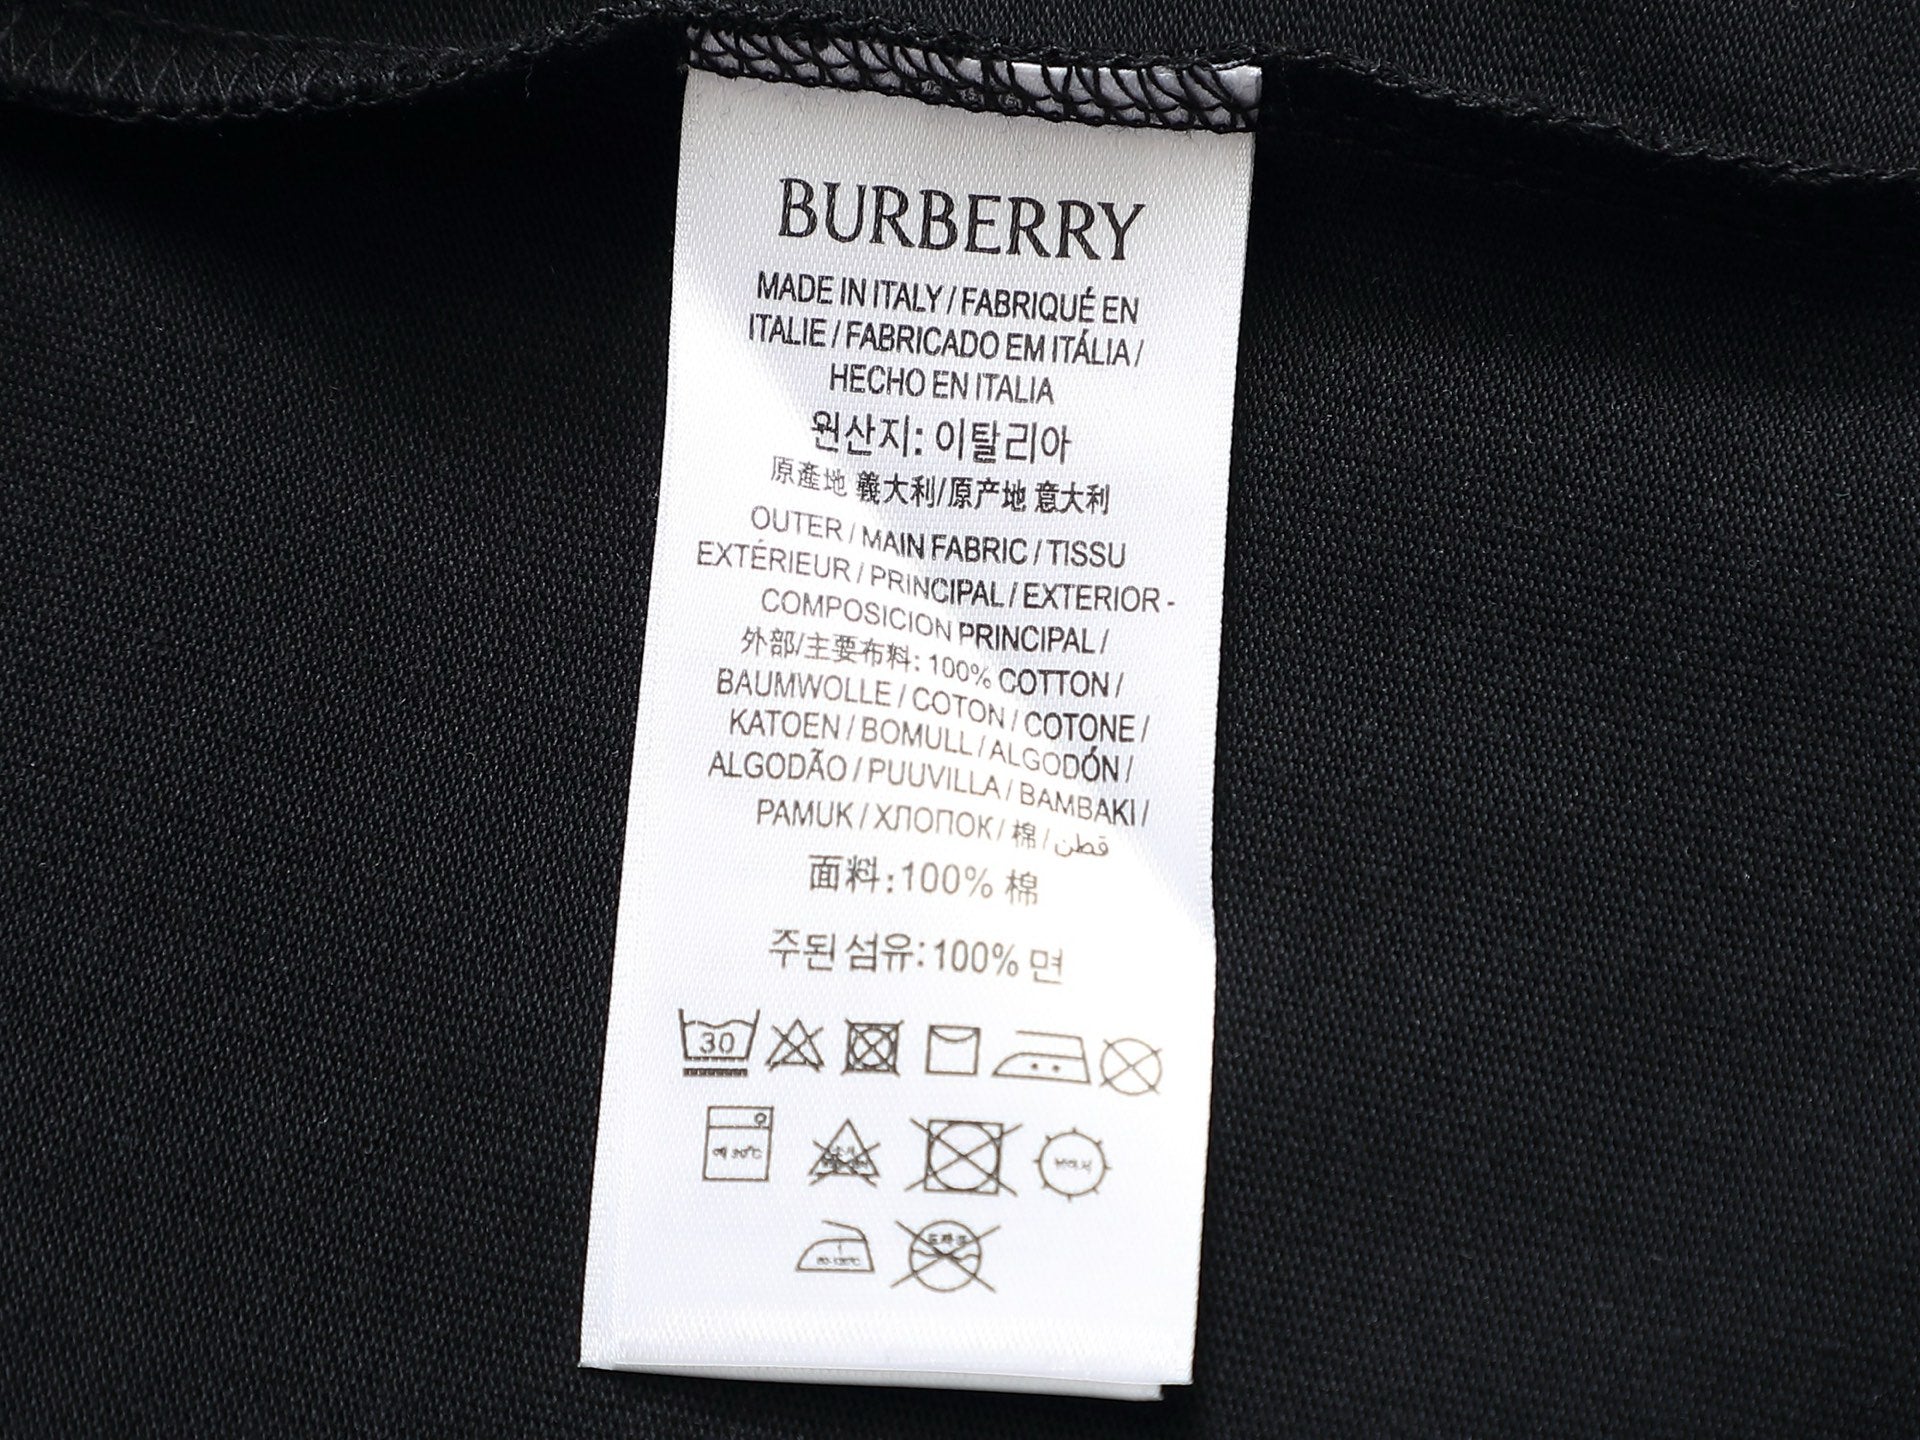 BURBERRY
MADE IN ITALY / FABRIQUÉ EN
ITALIE / FABRICADO EM ITÁLIA /
HECHO EN ITALIA
원산지: 이탈리아
原產地 義大利/原产地 意大利
OUTER / MAIN FABRIC / TISSU
EXTÉRIEUR / PRINCIPAL / EXTERIOR -
COMPOSICION PRINCIPAL /
外部/主要布料: 100% COTTON /
BAUMWOLLE / COTON / COTONE /
KATOEN / BOMULL / ALGODÓN /
ALGODÃO / PUUVILLA / BAMBAKI /
PAMUK / ХЛОПОК / 棉 / قطن
面料:100% 棉
주된 섬유:100% 면
30